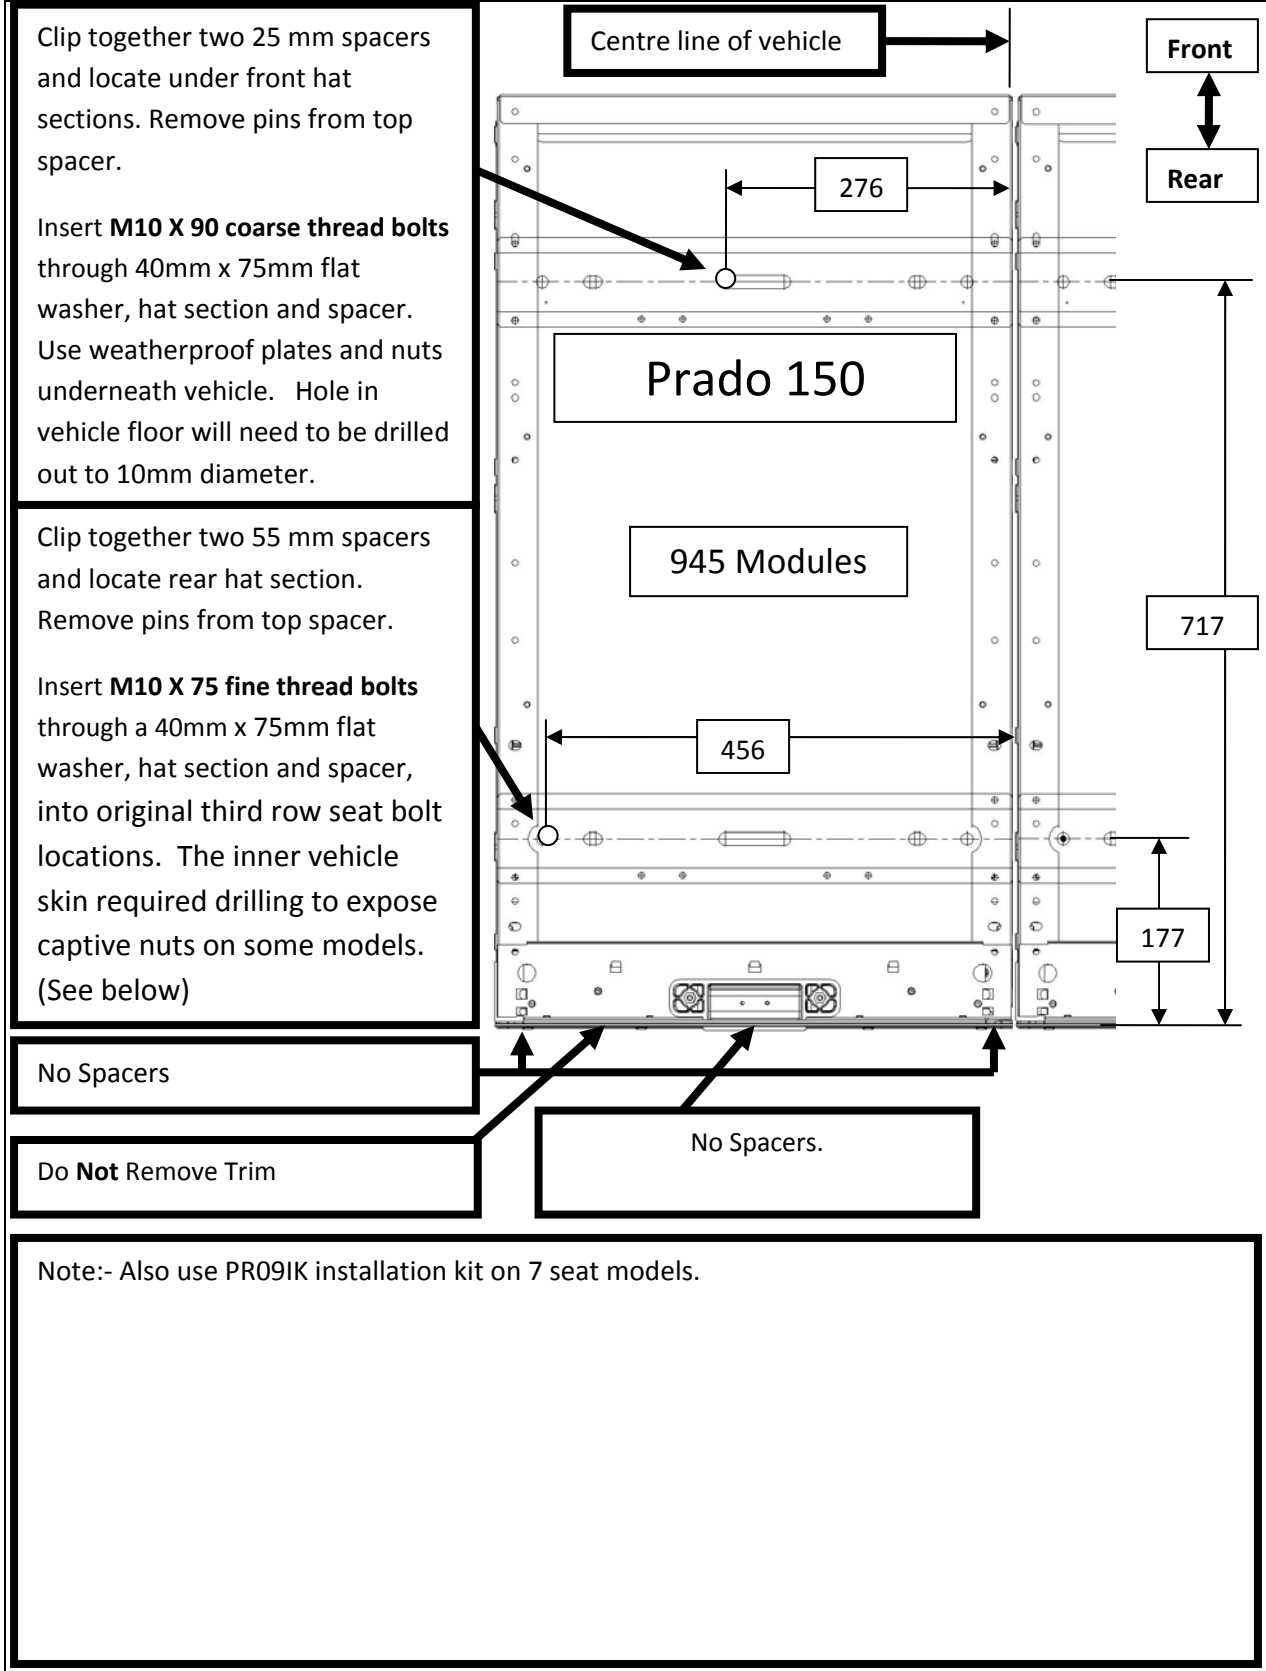 Clip together two 25 mm spacers
and locate under front hat
sections. Remove pins from top
spacer.
Insert M10 X 90 coarse thread bolts
through 40mm x 75mm flat
washer, hat section and spacer.
Use weatherproof plates and nuts
underneath vehicle. Hole in
vehicle floor will need to be drilled
out to 10mm diameter.
Centre line of vehicle
Front
Rear
276
Prado 150
945 Modules
717
Clip together two 55 mm spacers
and locate rear hat section.
Remove pins from top spacer.
Insert M10 X 75 fine thread bolts
through a 40mm x 75mm flat
washer, hat section and spacer,
into original third row seat bolt
locations. The inner vehicle
skin required drilling to expose
captive nuts on some models.
(See below)
456
177
No Spacers
Do Not Remove Trim
No Spacers.
Note:- Also use PR09IK installation kit on 7 seat models.